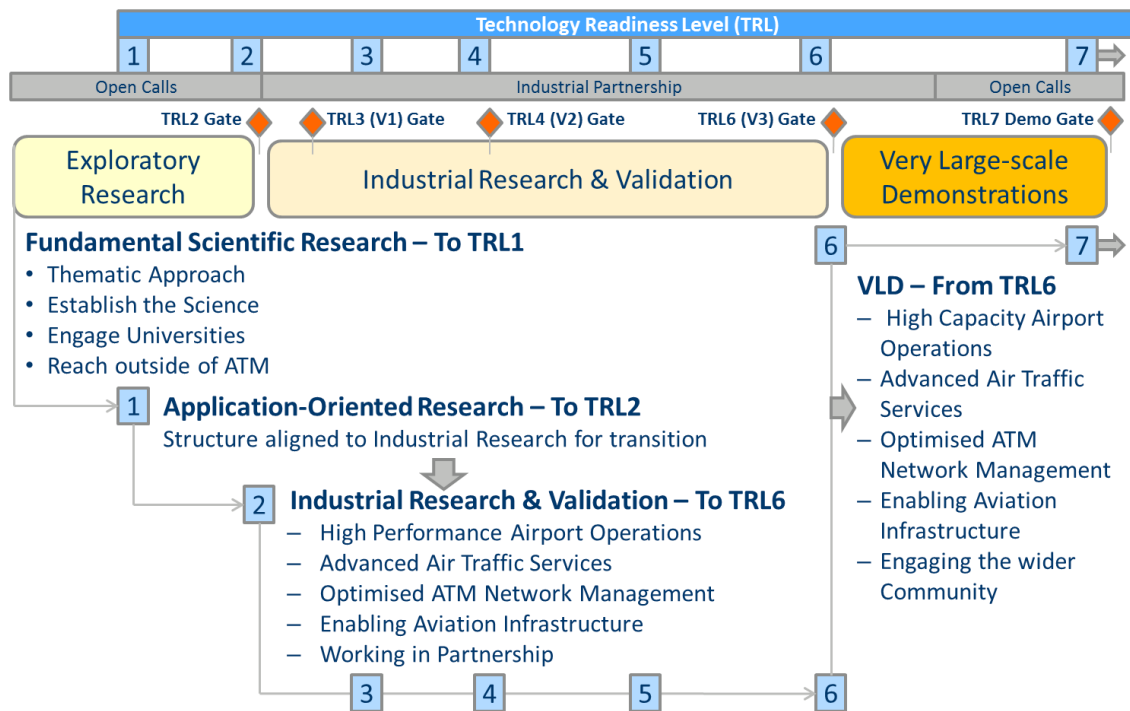 Technology Readiness Level (TRL)
1 2 3 4 5 6 7
Open Calls Industrial Partnership Open Calls
TRL2 Gate TRL3 (V1) Gate TRL4 (V2) Gate TRL6 (V3) Gate TRL7 Demo Gate
Exploratory
Research
Industrial Research & Validation
Very Large-scale
Demonstrations
Fundamental Scientific Research – To TRL1
• Thematic Approach
• Establish the Science
• Engage Universities
• Reach outside of ATM
1
Application-Oriented Research – To TRL2
Structure aligned to Industrial Research for transition
2
Industrial Research & Validation – To TRL6
– High Performance Airport Operations
– Advanced Air Traffic Services
– Optimised ATM Network Management
– Enabling Aviation Infrastructure
– Working in Partnership
3 4 5 6
6 7
VLD – From TRL6
– High Capacity Airport
Operations
– Advanced Air Traffic
Services
– Optimised ATM
Network Management
– Enabling Aviation
Infrastructure
– Engaging the wider
Community